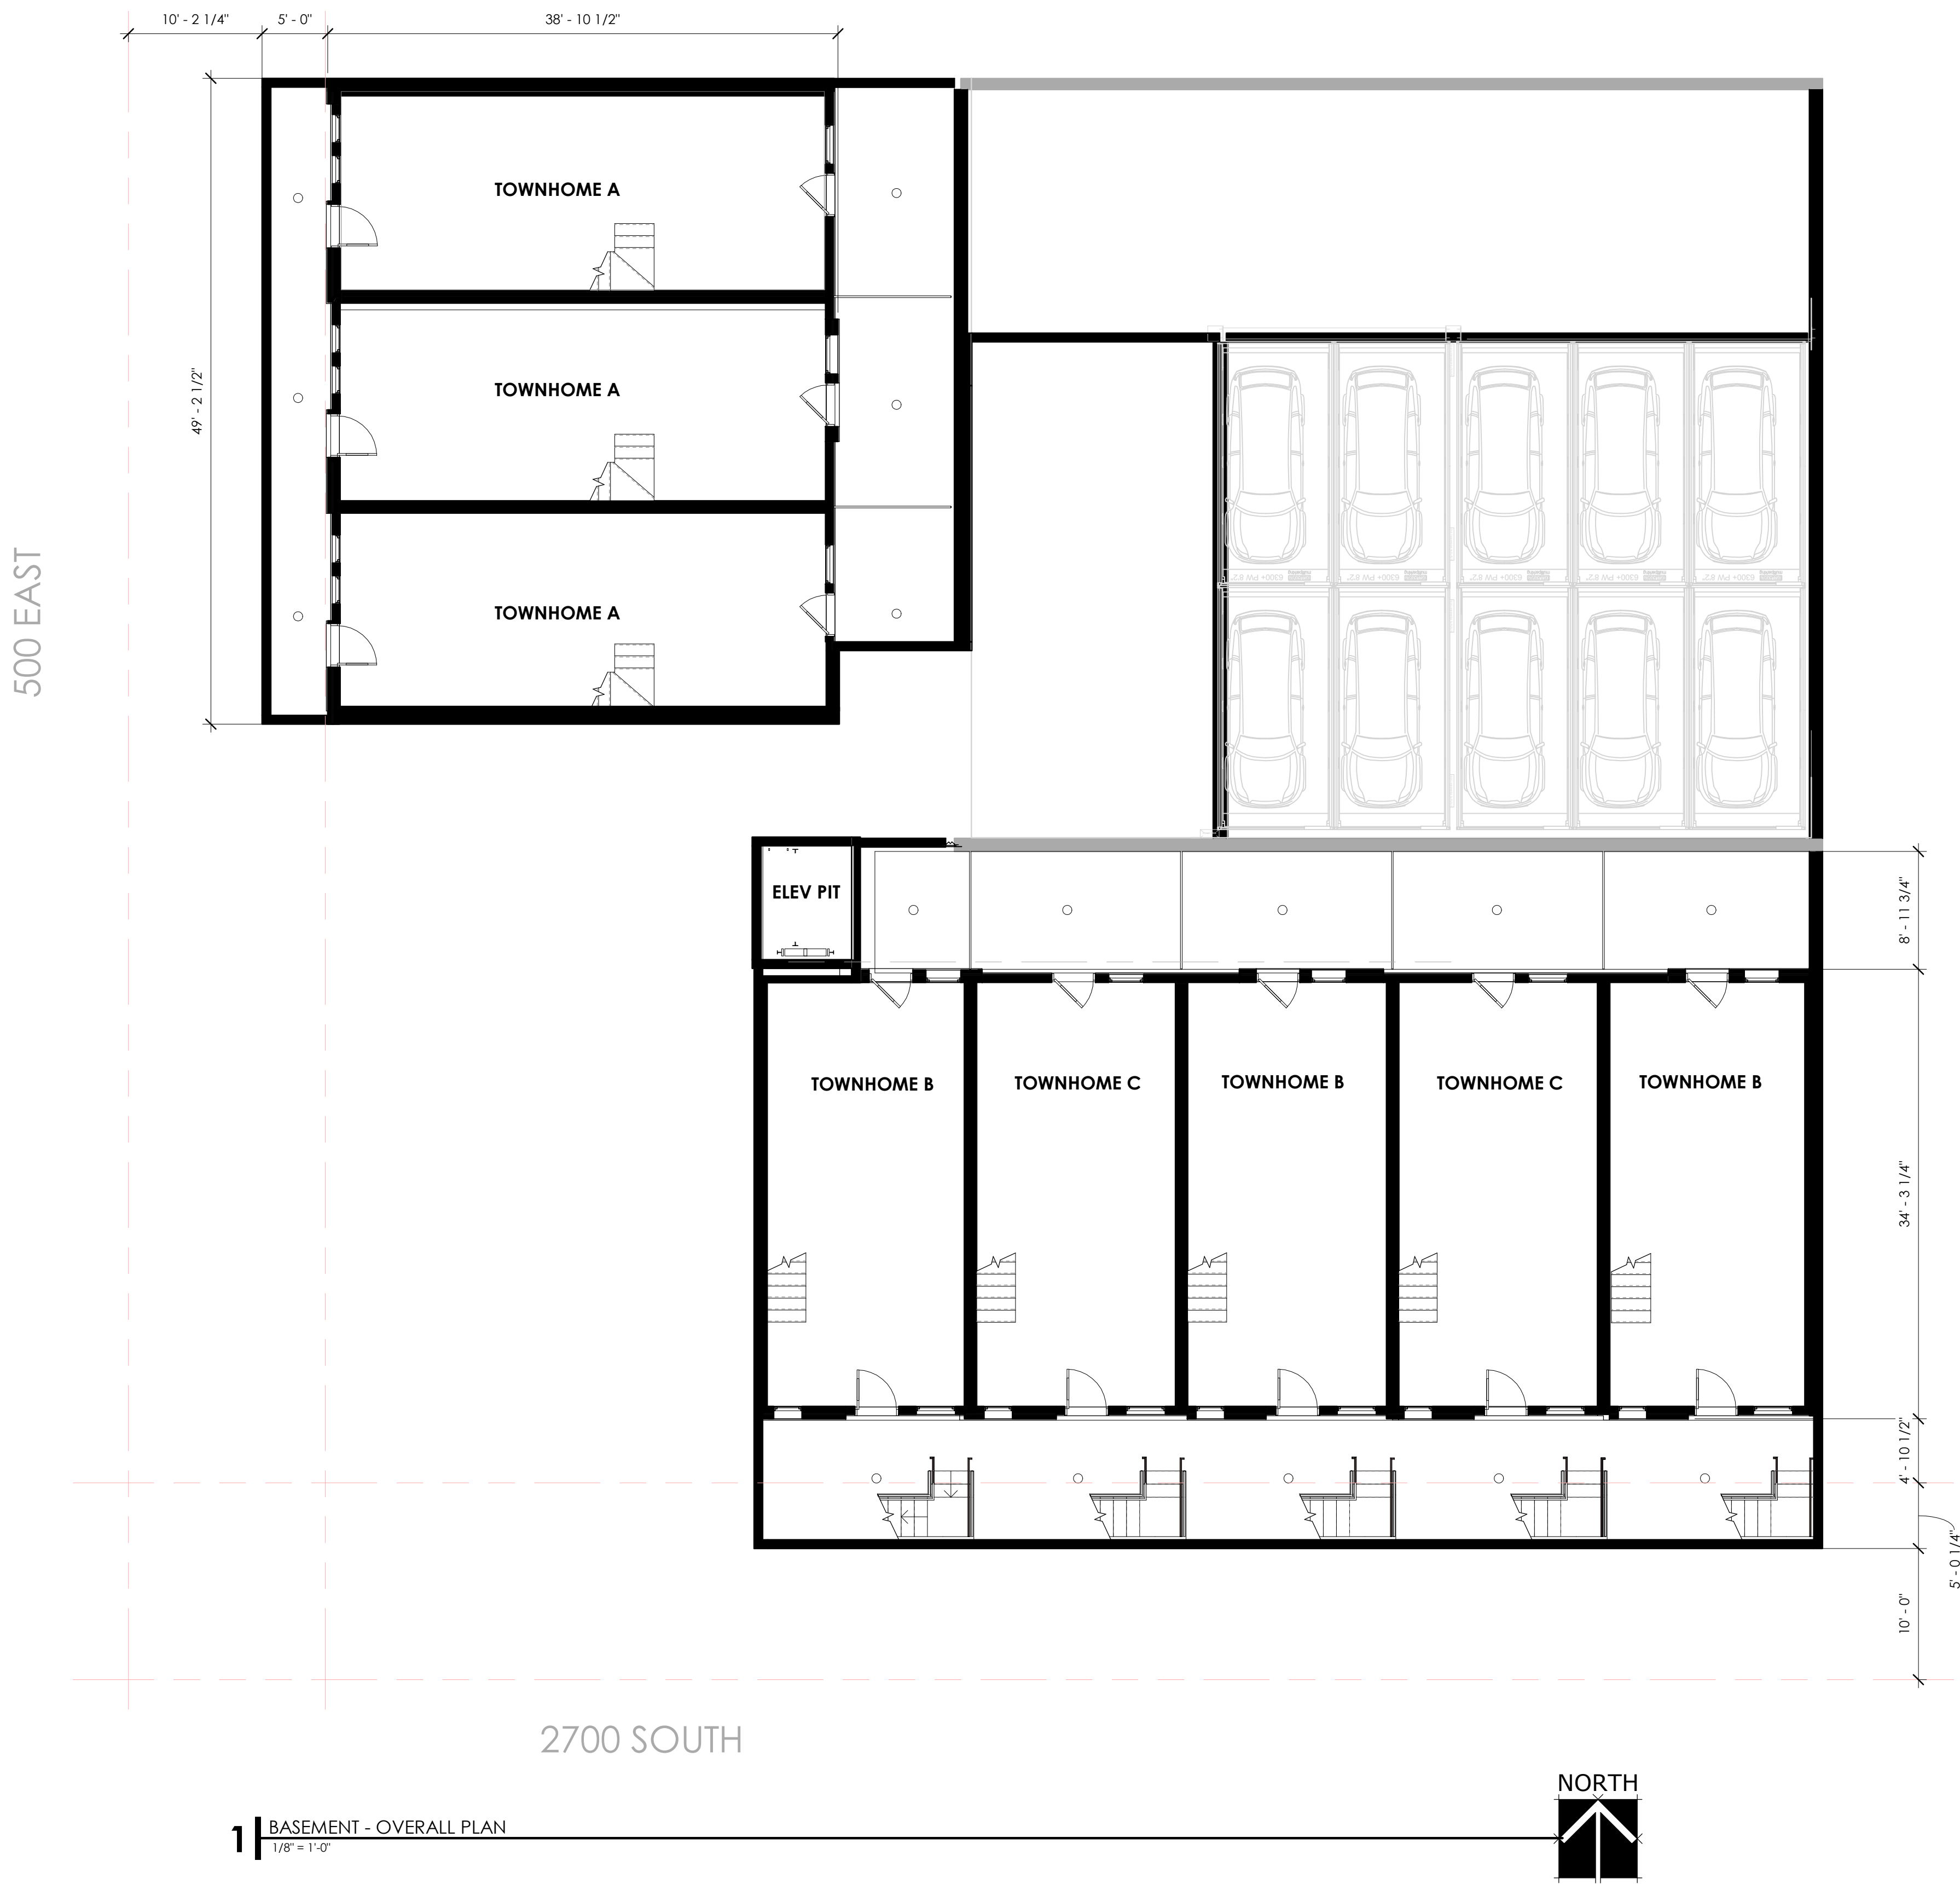 10' - 2 1/4"
5' - 0"
38' - 10 1/2"
49' - 2 1/2"
500 EAST
TOWNHOME A
TOWNHOME A
TOWNHOME A
ELEV PIT
8' - 11 3/4"
TOWNHOME B
TOWNHOME C
TOWNHOME B
TOWNHOME C
TOWNHOME B
34' - 3 1/4"
4' - 10 1/2"
5' - 0 1/4"
10' - 0"
2700 SOUTH
NORTH
1
BASEMENT - OVERALL PLAN
1/8" = 1'-0"